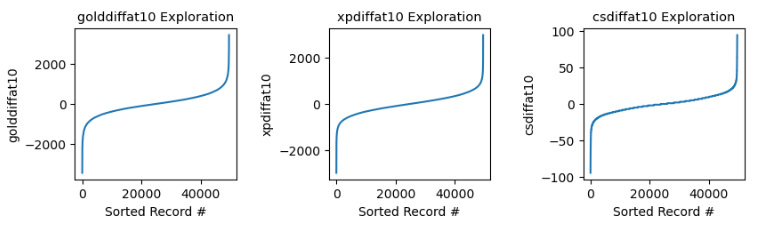 golddiffat10 Exploration
golddiffat10
2000
0
−2000
0
20000
40000
Sorted Record #
xpdiffat10 Exploration
xpdiffat10
2000
0
−2000
0
20000
40000
Sorted Record #
csdiffat10 Exploration
csdiffat10
100
50
0
−50
−100
0
20000
40000
Sorted Record #